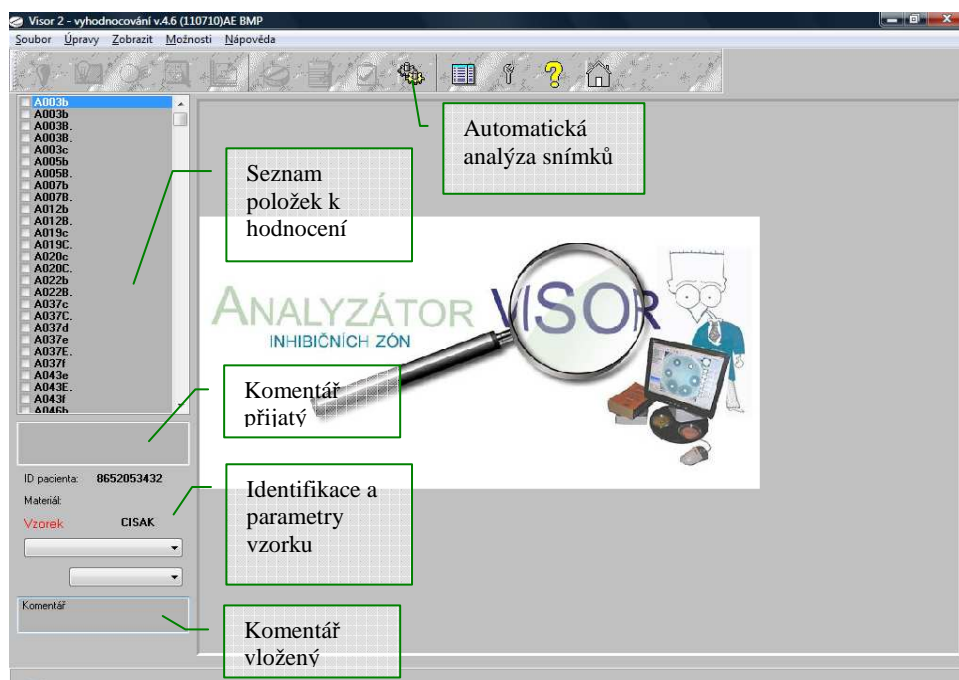 Visor 2 - vyhodnocování v.4.6 (110710)AE BMP
Soubor Úpravy Zobrazit Možnosti Nápověda
A003b
A003b
A003B.
A003B.
A003c
A005b
A005B.
A007b
A007B.
A012b
A012B.
A019c
A019C.
A020c
A020C.
A022b
A022B.
A037c
A037C.
A037d
A037e
A037E.
A037f
A043e
A043E.
A043f
A046b
Automatická
analýza snímků
Seznam
položek k
hodnocení
ANALYZÁTOR VISOR
INHIBIČNÍCH ZÓN
Komentář
přijatý
ID pacienta: 8652053432
Materiál:
Vzorek CISAK
Identifikace a
parametry
vzorku
Komentář
Komentář
vložený